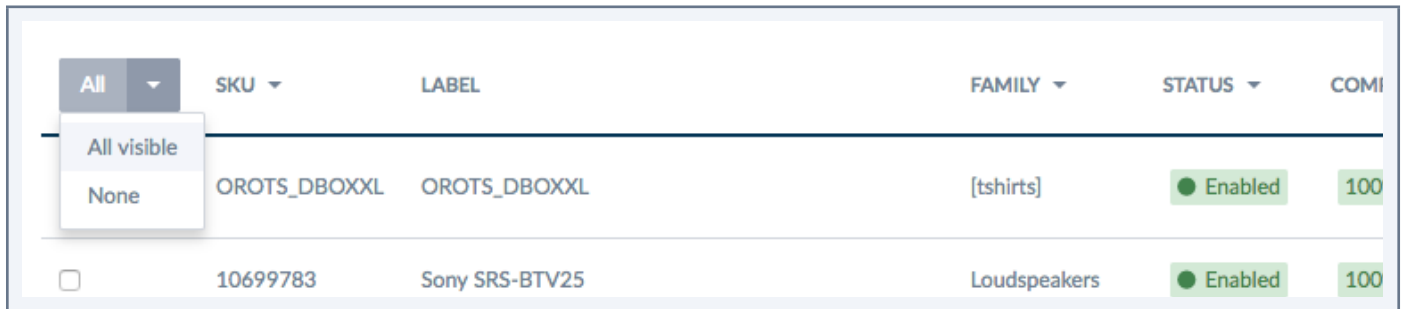 All SKU LABEL FAMILY STATUS
All visible
None
OROTS_DBOXXL OROTS_DBOXXL [tshirts] Enabled 100
10699783 Sony SRS-BTV25 Loudspeakers Enabled 100